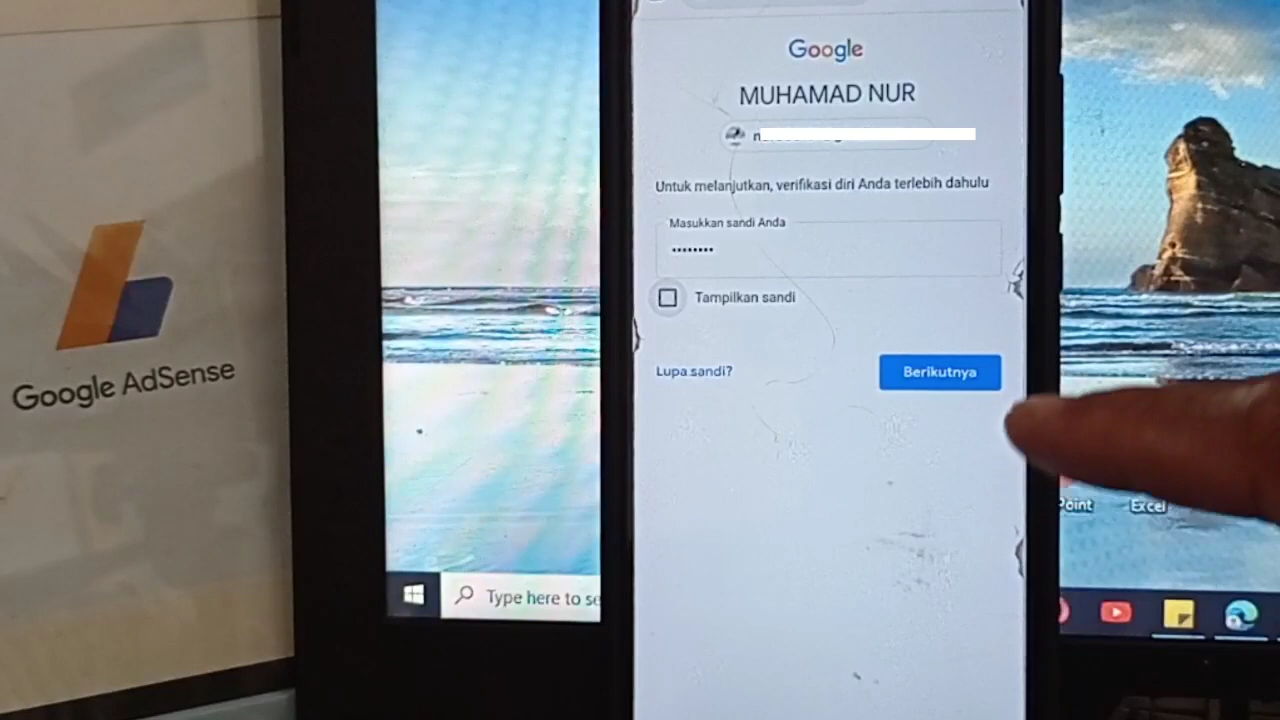 Google AdSense
Google
MUHAMAD NUR
Untuk melanjutkan, verifikasi diri Anda terlebih dahulu
Masukkan sandi Anda
••••••••
Tampilkan sandi
Lupa sandi?
Berikutnya
Point
Excel
Type here to se